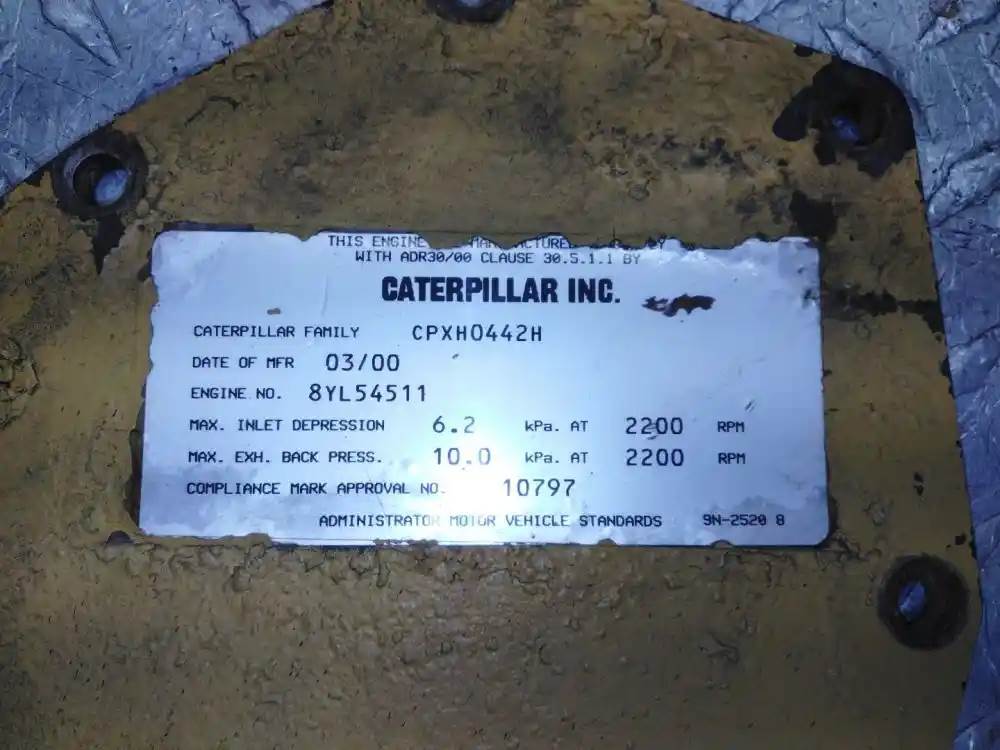 THIS ENGINE
WITH ADR30/00 CLAUSE 30.5.1.1 BY
CATERPILLAR INC.
CATERPILLAR FAMILY CPXH0442H
DATE OF MFR 03/00
ENGINE NO. 8YL54511
MAX. INLET DEPRESSION 6.2 kPa. AT 2200 RPM
MAX. EXH. BACK PRESS. 10.0 kPa. AT 2200 RPM
COMPLIANCE MARK APPROVAL NO. 10797
ADMINISTRATOR MOTOR VEHICLE STANDARDS 9N-2520 8